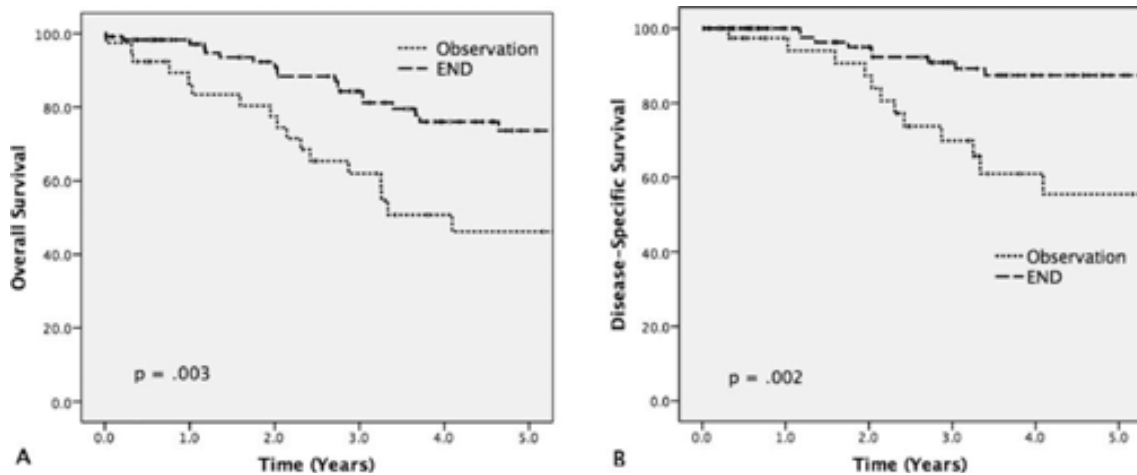 Overall Survival
100.0
80.0
60.0
40.0
20.0
.0
Observation
END
p = .003
0.0 1.0 2.0 3.0 4.0 5.0
Time (Years)
A
Disease-Specific Survival
100.0
80.0
60.0
40.0
20.0
.0
Observation
END
p = .002
0.0 1.0 2.0 3.0 4.0 5.0
Time (Years)
B